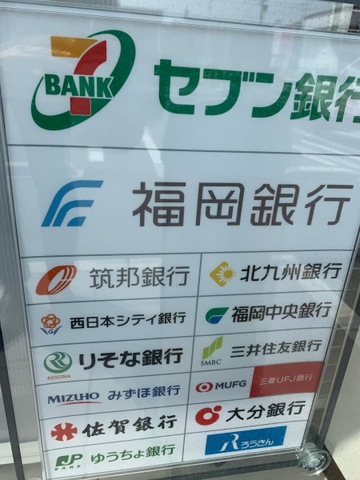 7 BANK セブン銀行
福岡銀行
筑邦銀行 北九州銀行
西日本シティ銀行 福岡中央銀行
RESONA りそな銀行 SMBC 三井住友銀行
MIZUHO みずほ銀行 MUFG 三菱UFJ銀行
佐賀銀行 大分銀行
JP BANK ゆうちょ銀行 R ろうきん